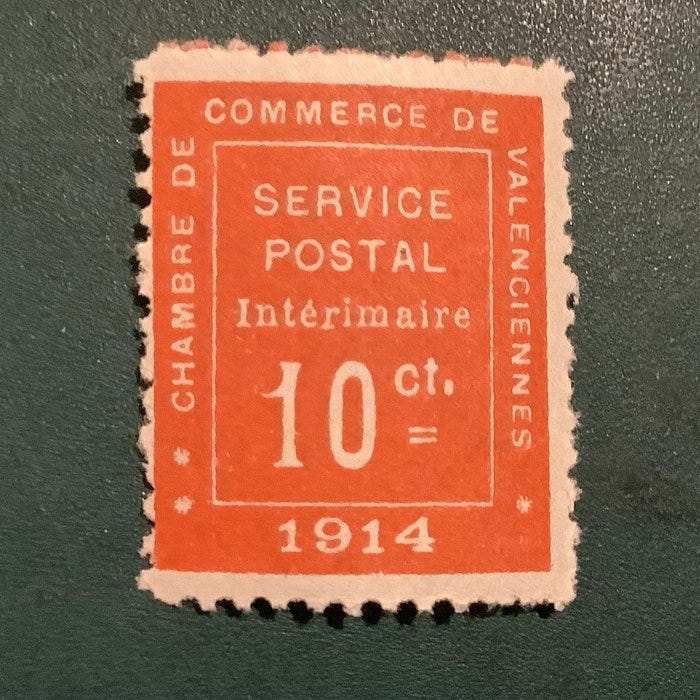 CHAMBRE DE
COMMERCE DE
VALENCIENNES
SERVICE
POSTAL
Intérimaire
10 ct.
1914